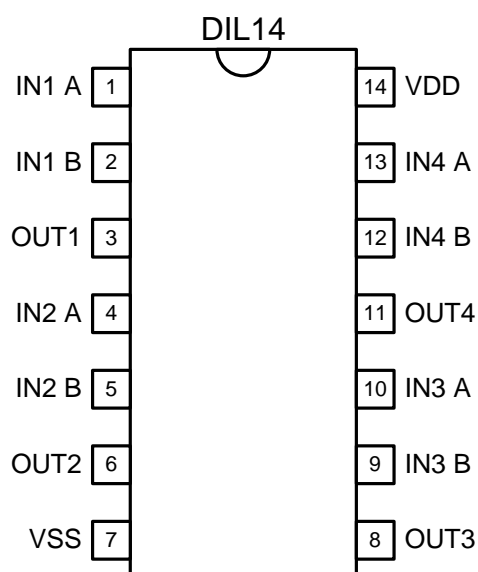 DIL14
IN1 A 1 14 VDD
IN1 B 2 13 IN4 A
OUT1 3 12 IN4 B
IN2 A 4 11 OUT4
IN2 B 5 10 IN3 A
OUT2 6 9 IN3 B
VSS 7 8 OUT3